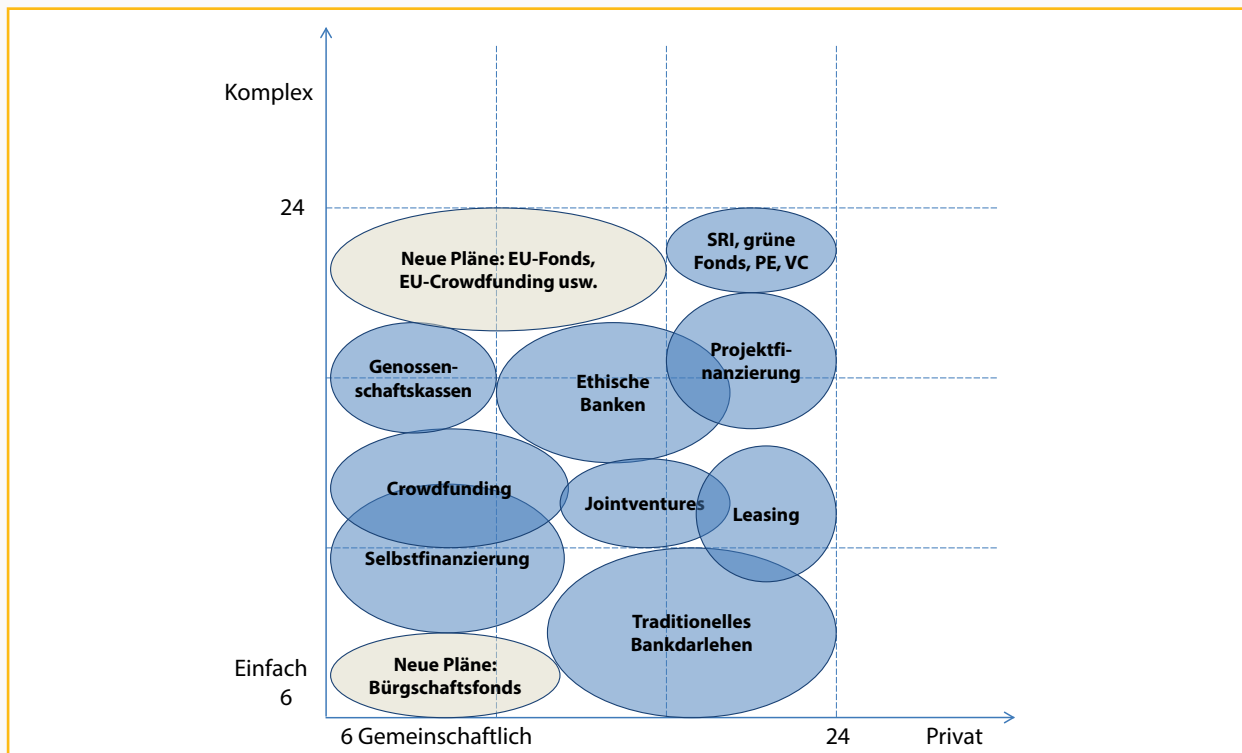 Komplex
24
Neue Pläne: EU-Fonds,
EU-Crowdfunding usw.
SRI, grüne
Fonds, PE, VC
Genossen-
schaftskassen
Ethische
Banken
Projektfi-
nanzierung
Crowdfunding
Jointventures
Leasing
Selbstfinanzierung
Traditionelles
Bankdarlehen
Neue Pläne:
Bürgschaftsfonds
Einfach
6
6 Gemeinschaftlich
24
Privat